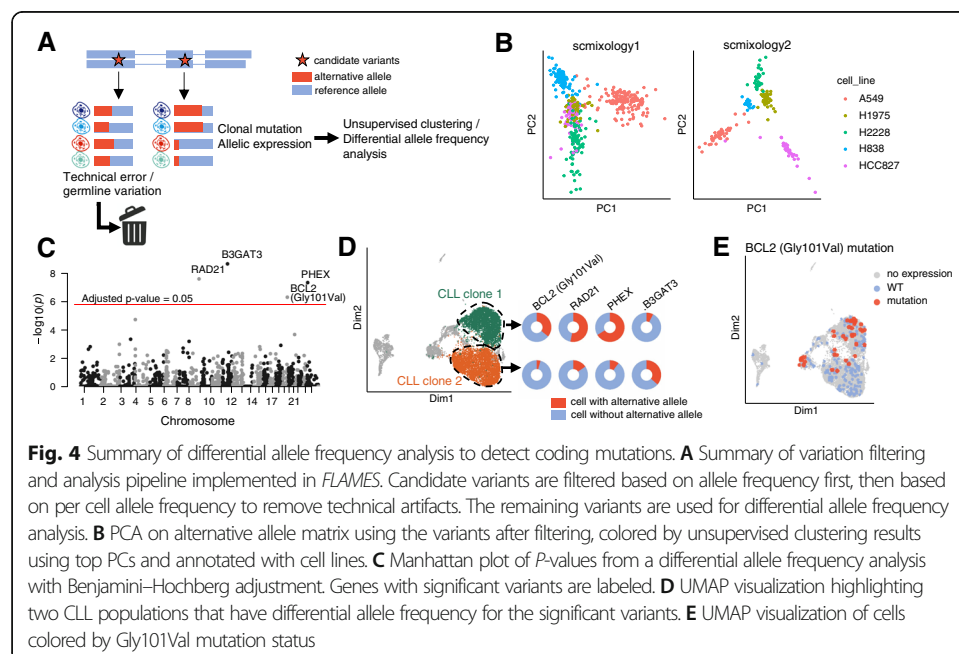 A
candidate variants
alternative allele
reference allele
Clonal mutation
Allelic expression
Unsupervised clustering /
Differential allele frequency
analysis
Technical error /
germline variation
B
scmixology1
scmixology2
PC2
PC2
PC1
PC1
cell_line
A549
H1975
H2228
H838
HCC827
C
B3GAT3
RAD21
PHEX
BCL2
(Gly101Val)
Adjusted p-value = 0.05
−log10(p)
8
6
4
2
0
1 2 3 4 5 6 7 8 10 12 14 17 21
Chromosome
D
CLL clone 1
CLL clone 2
Dim2
Dim1
BCL2 (Gly101Val)
RAD21
PHEX
B3GAT3
cell with alternative allele
cell without alternative allele
E
BCL2 (Gly101Val) mutation
no expression
WT
mutation
Dim2
Dim1
Fig. 4 Summary of differential allele frequency analysis to detect coding mutations. A Summary of variation filtering
and analysis pipeline implemented in FLAMES. Candidate variants are filtered based on allele frequency first, then based
on per cell allele frequency to remove technical artifacts. The remaining variants are used for differential allele frequency
analysis. B PCA on alternative allele matrix using the variants after filtering, colored by unsupervised clustering results
using top PCs and annotated with cell lines. C Manhattan plot of P-values from a differential allele frequency analysis
with Benjamini–Hochberg adjustment. Genes with significant variants are labeled. D UMAP visualization highlighting
two CLL populations that have differential allele frequency for the significant variants. E UMAP visualization of cells
colored by Gly101Val mutation status